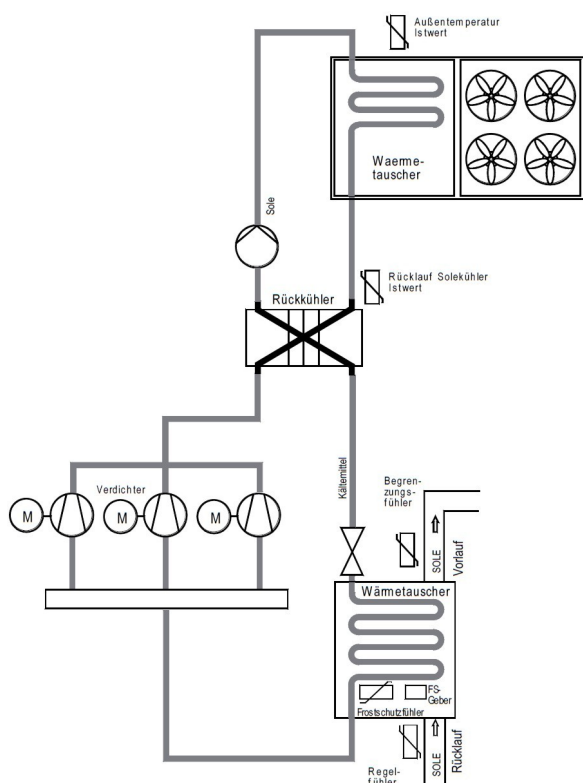 Außentemperatur
Istwert
Waerme-
tauscher
Sole
Rücklauf Solekühler
Istwert
Rückkühler
Verdichter
M
M
M
Kältemittel
Begren-
zungs-
fühler
SOLE
Vorlauf
Wärmetauscher
FS-
Geber
Frostschutzfühler
Regel-
fühler
SOLE
Rücklauf